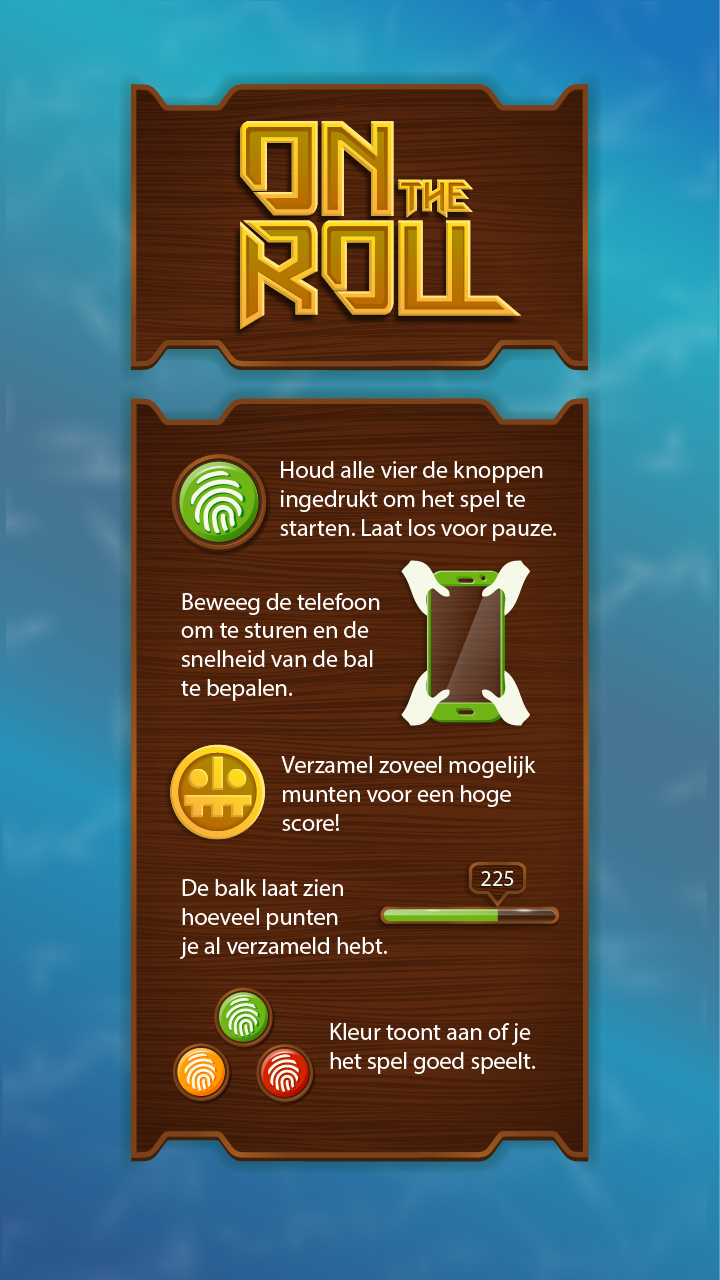 ON THE
ROLL
Houd alle vier de knoppen
ingedrukt om het spel te
starten. Laat los voor pauze.
Beweeg de telefoon
om te sturen en de
snelheid van de bal
te bepalen.
Verzamel zoveel mogelijk
munten voor een hoge
score!
225
De balk laat zien
hoeveel punten
je al verzameld hebt.
Kleur toont aan of je
het spel goed speelt.